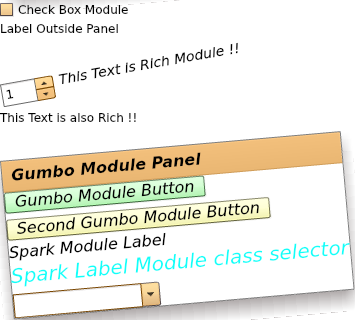 Check Box Module
Label Outside Panel
This Text is Rich Module !!
1
This Text is also Rich !!
Gumbo Module Panel
Gumbo Module Button
Second Gumbo Module Button
Spark Module Label
Spark Label Module class selector